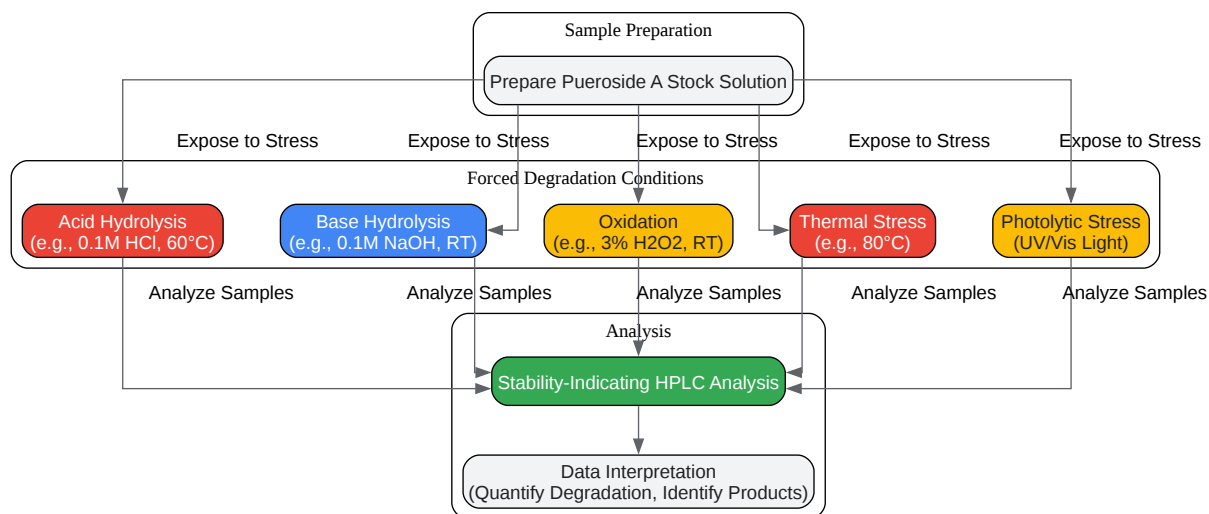 Sample Preparation
Prepare Pueroside A Stock Solution
Expose to Stress
Expose to Stress
Expose to Stress
Expose to Stress
Expose to Stress
Forced Degradation Conditions
Acid Hydrolysis
(e.g., 0.1M HCl, 60°C)
Base Hydrolysis
(e.g., 0.1M NaOH, RT)
Oxidation
(e.g., 3% H2O2, RT)
Thermal Stress
(e.g., 80°C)
Photolytic Stress
(UV/Vis Light)
Analyze Samples
Analyze Samples
Analyze Samples
Analyze Samples
Analyze Samples
Analysis
Stability-Indicating HPLC Analysis
Data Interpretation
(Quantify Degradation, Identify Products)